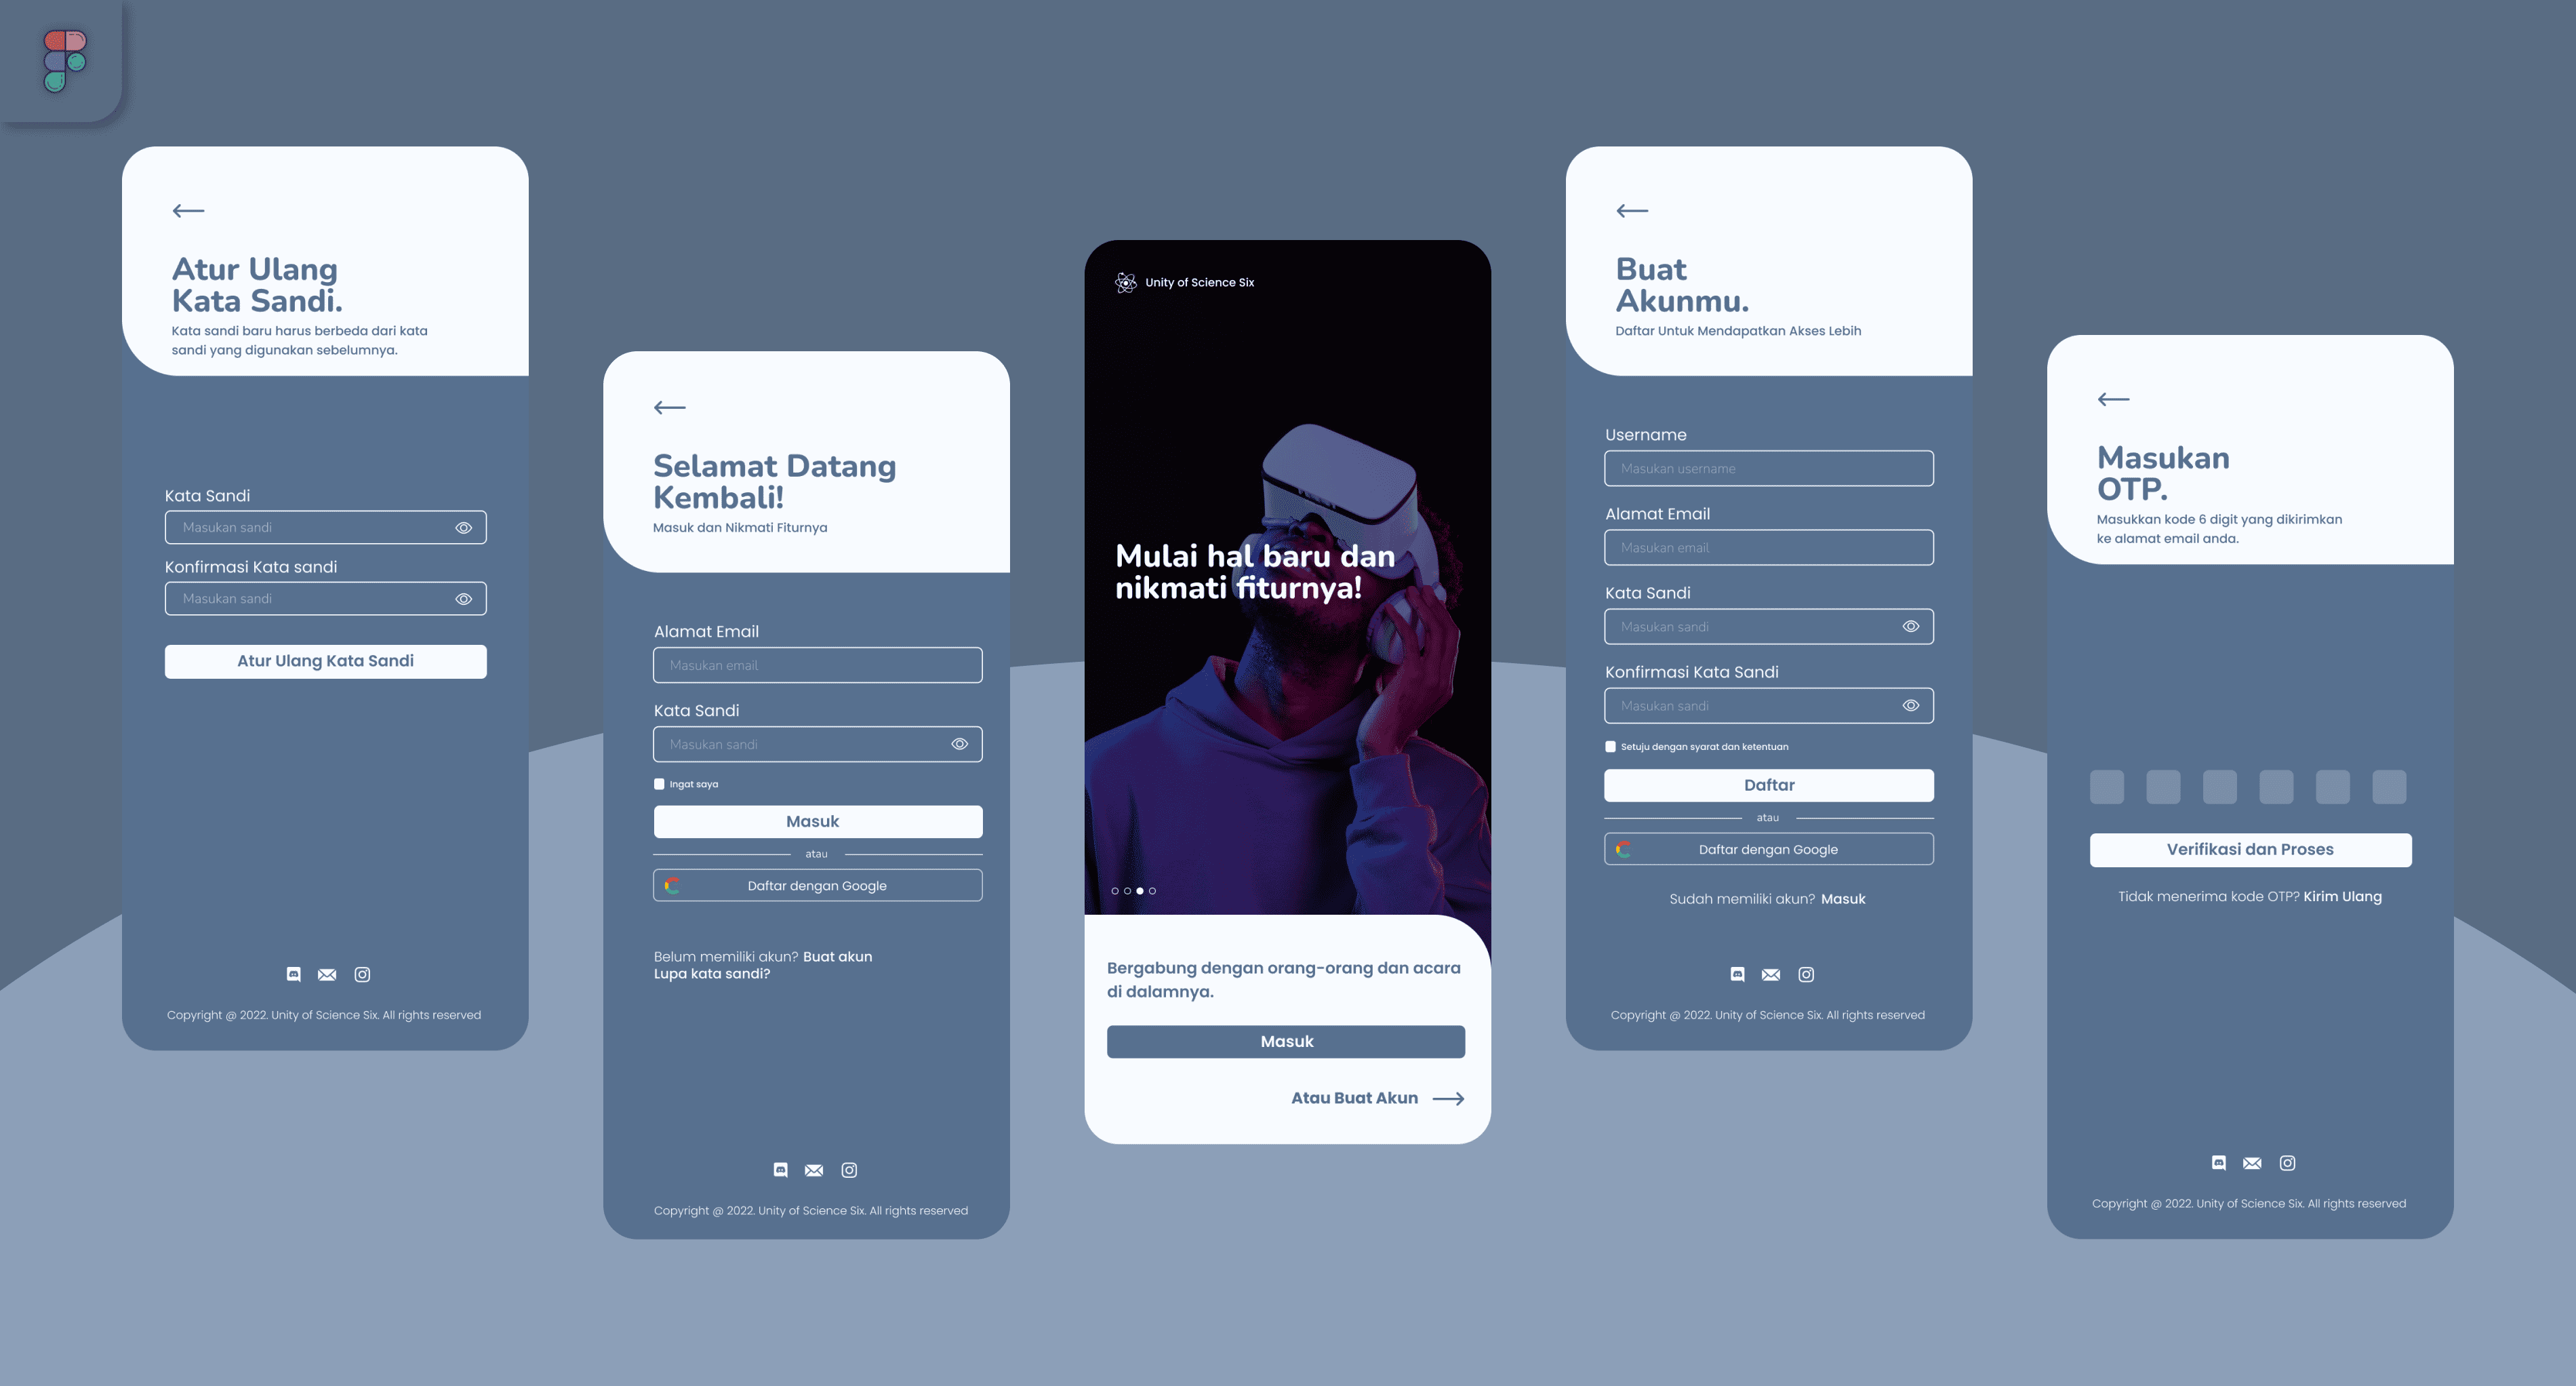 Atur Ulang
Kata Sandi.
Kata sandi baru harus berbeda dari kata
sandi yang digunakan sebelumnya.
Kata Sandi
Masukan sandi
Konfirmasi Kata sandi
Masukan sandi
Atur Ulang Kata Sandi
Copyright @ 2022. Unity of Science Six. All rights reserved
Selamat Datang
Kembali!
Masuk dan Nikmati Fiturnya
Alamat Email
Masukan email
Kata Sandi
Masukan sandi
Ingat saya
Masuk
atau
Daftar dengan Google
Belum memiliki akun? Buat akun
Lupa kata sandi?
Copyright @ 2022. Unity of Science Six. All rights reserved
Unity of Science Six
Mulai hal baru dan
nikmati fiturnya!
Bergabung dengan orang-orang dan acara
di dalamnya.
Masuk
Atau Buat Akun
Buat
Akunmu.
Daftar Untuk Mendapatkan Akses Lebih
Username
Masukan username
Alamat Email
Masukan email
Kata Sandi
Masukan sandi
Konfirmasi Kata Sandi
Masukan sandi
Setuju dengan syarat dan ketentuan
Daftar
atau
Daftar dengan Google
Sudah memiliki akun? Masuk
Copyright @ 2022. Unity of Science Six. All rights reserved
Masukan
OTP.
Masukkan kode 6 digit yang dikirimkan
ke alamat email anda.
Verifikasi dan Proses
Tidak menerima kode OTP? Kirim Ulang
Copyright @ 2022. Unity of Science Six. All rights reserved